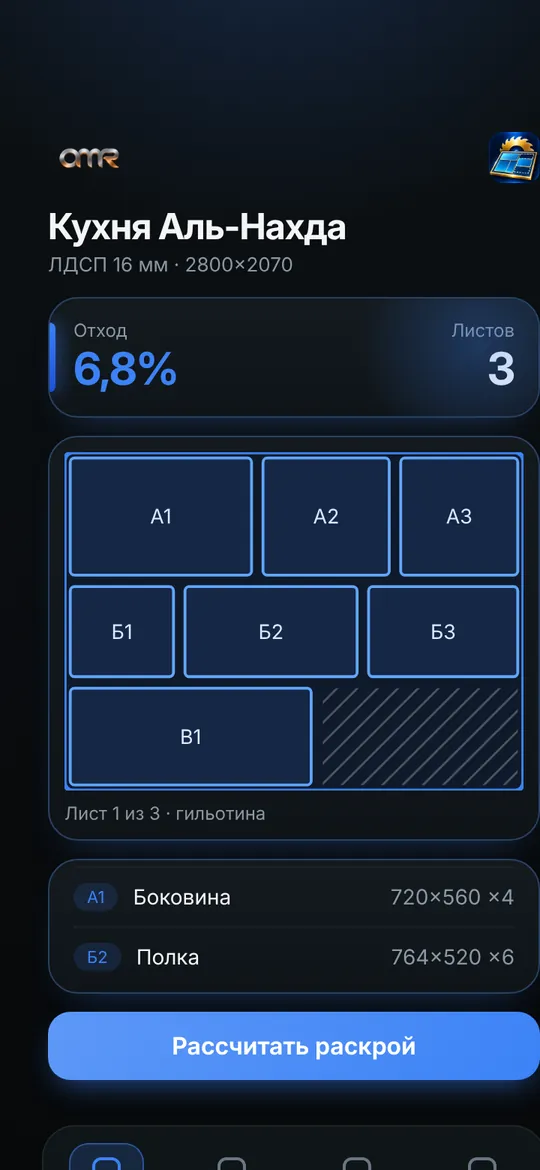 OMR
Кухня Аль-Нахда
ЛДСП 16 мм · 2800×2070
Отход
Листов
6,8%
3
А1
А2
А3
Б1
Б2
Б3
В1
Лист 1 из 3 · гильотина
А1 Боковина 720×560 ×4
Б2 Полка 764×520 ×6
Рассчитать раскрой